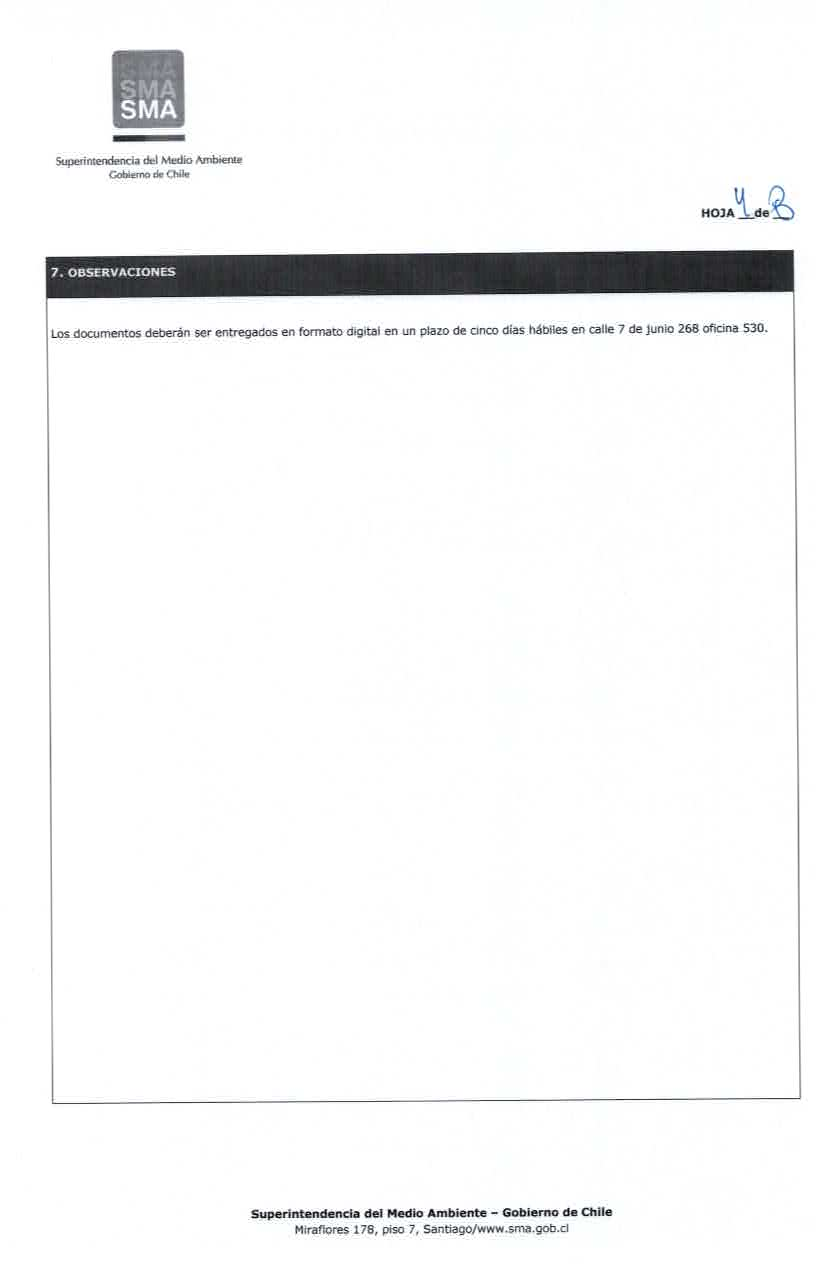 SMA
SMA
SMA
Superintendencia del Medio Ambiente
Gobierno de Chile
HOJA 4 de 8
7. OBSERVACIONES
Los documentos deberán ser entregados en formato digital en un plazo de cinco días hábiles en calle 7 de junio 268 oficina 530.
Superintendencia del Medio Ambiente – Gobierno de Chile
Miraflores 178, piso 7, Santiago/www.sma.gob.cl